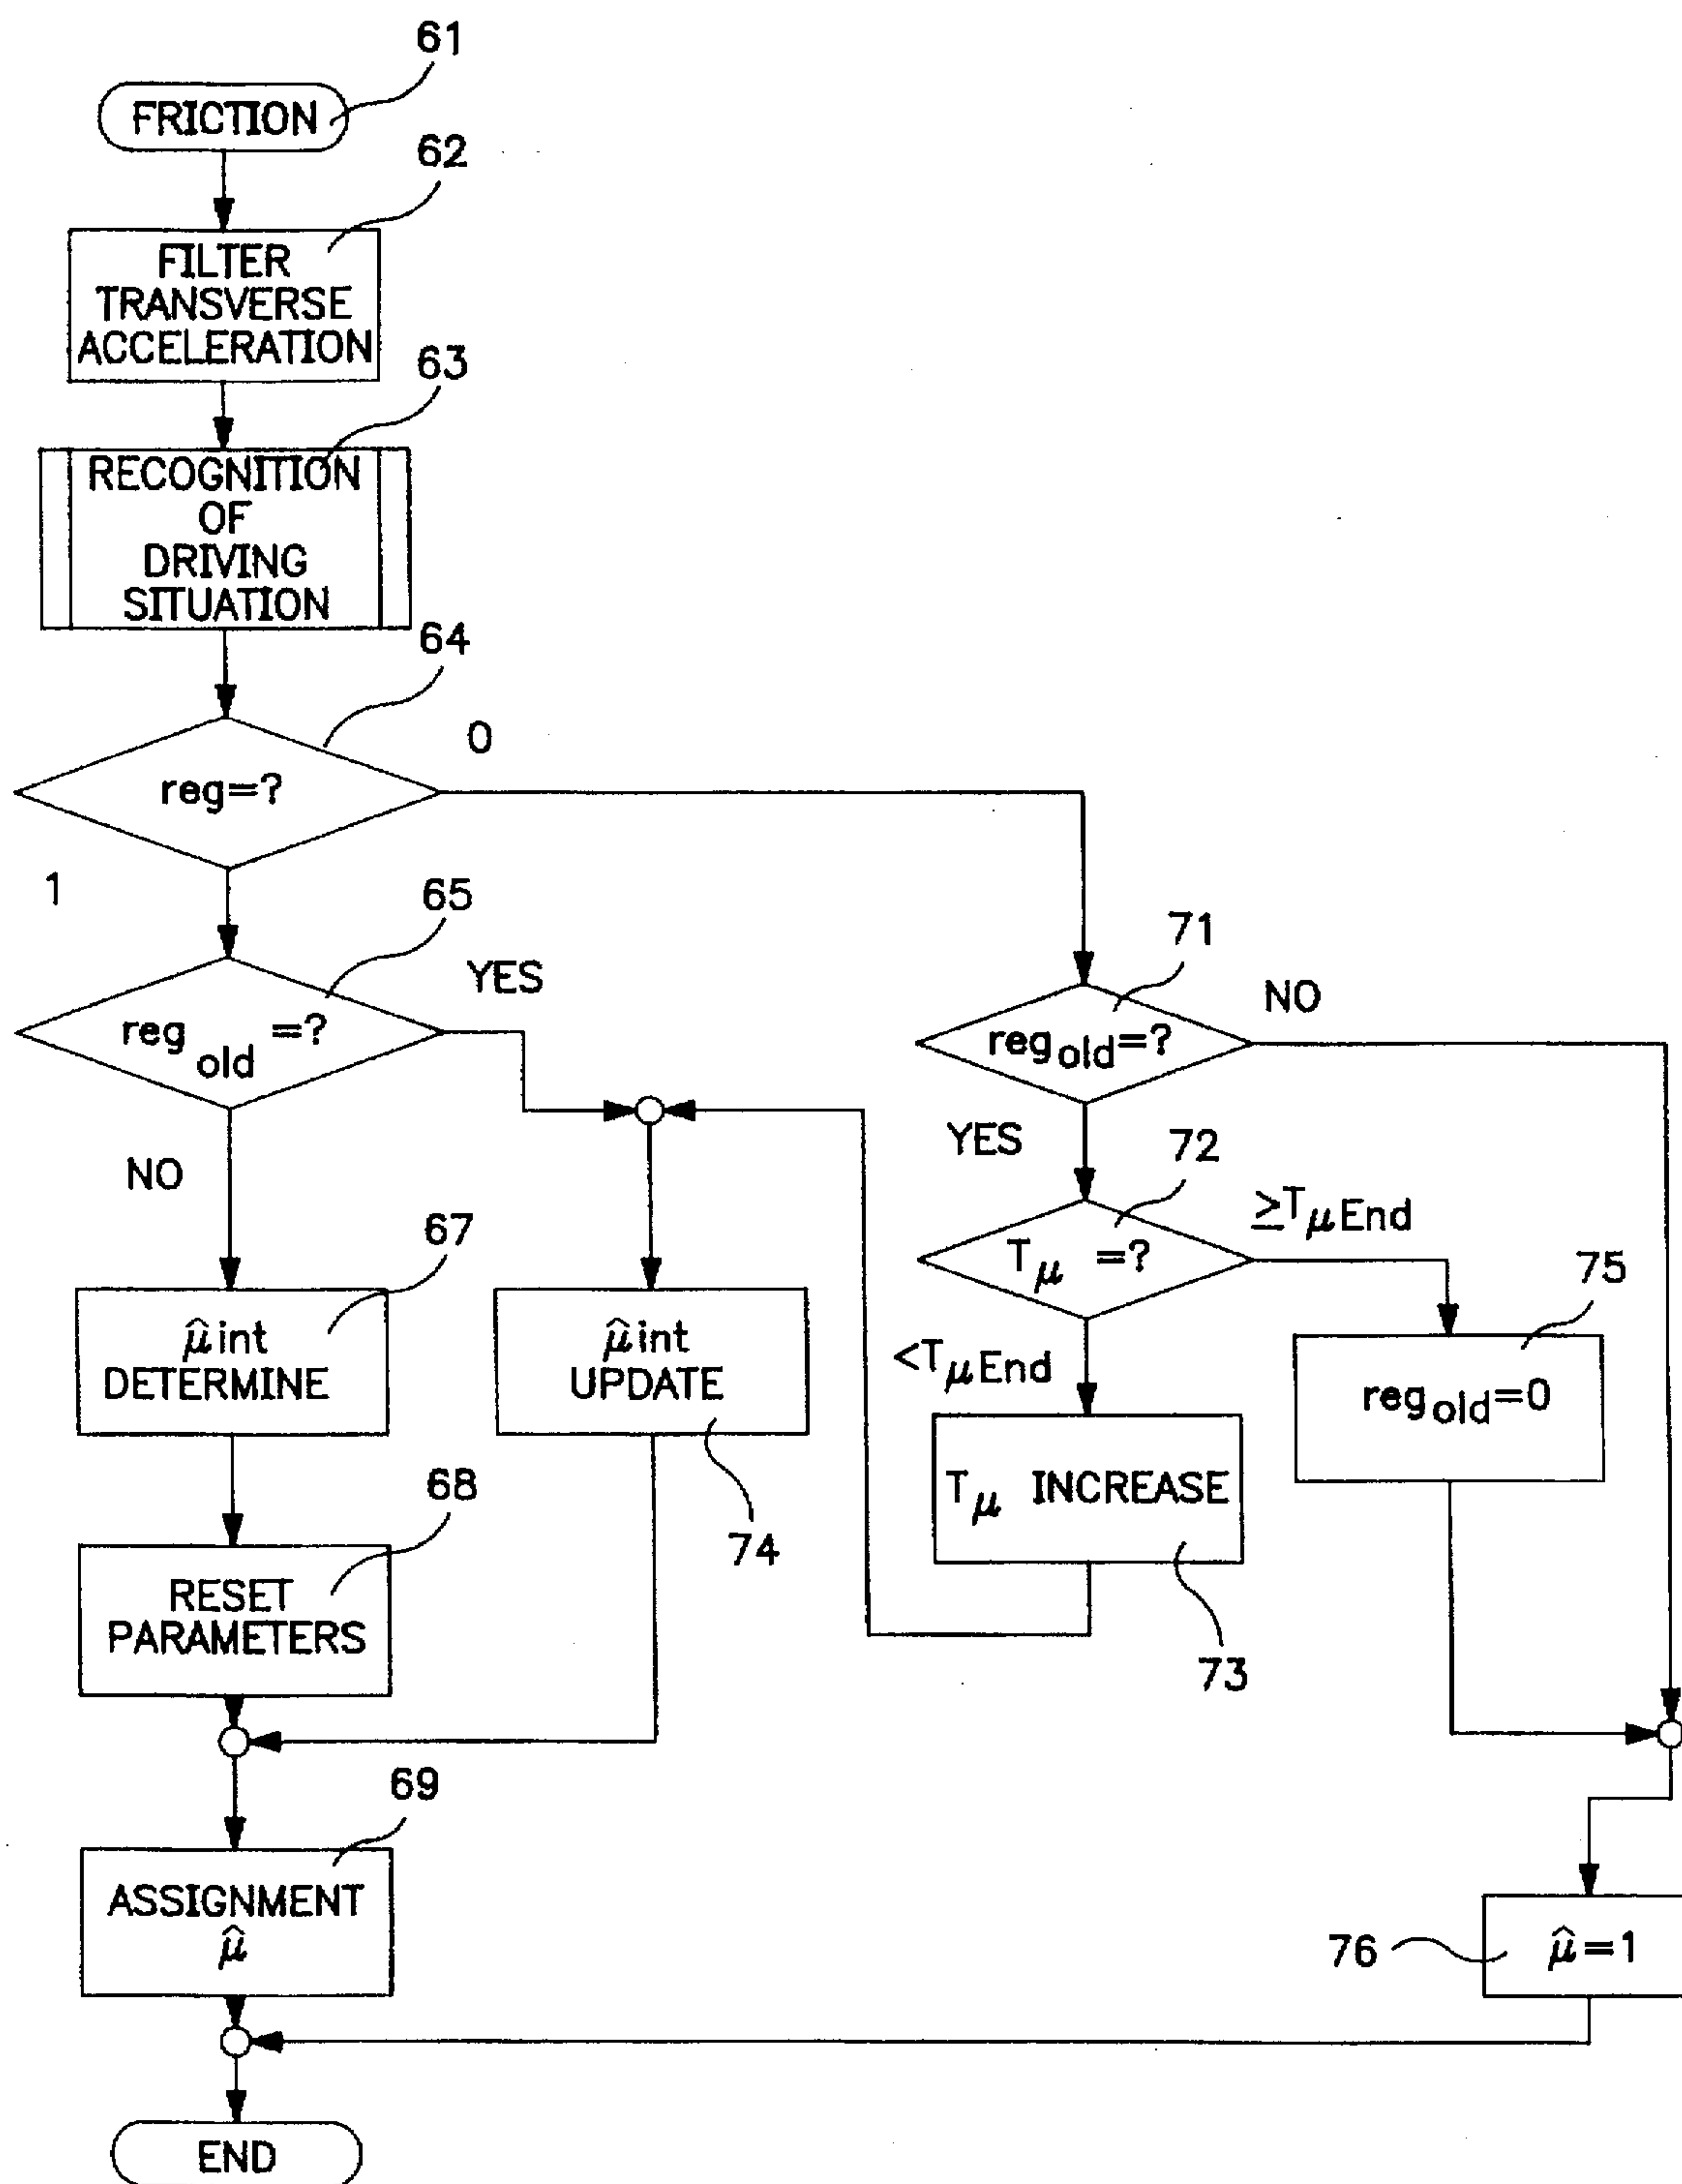 61
FRICTION
62
FILTER
TRANSVERSE
ACCELERATION
63
RECOGNITION
OF
DRIVING
SITUATION
64
0
reg=?
1
65
YES
reg old =?
NO
71
NO
reg old=?
YES
72
≥TμEnd
Tμ =?
<TμEnd
75
reg old=0
67
μ̂int
DETERMINE
μ̂int
UPDATE
74
Tμ INCREASE
73
68
RESET
PARAMETERS
69
ASSIGNMENT
μ̂
76
μ̂=1
END